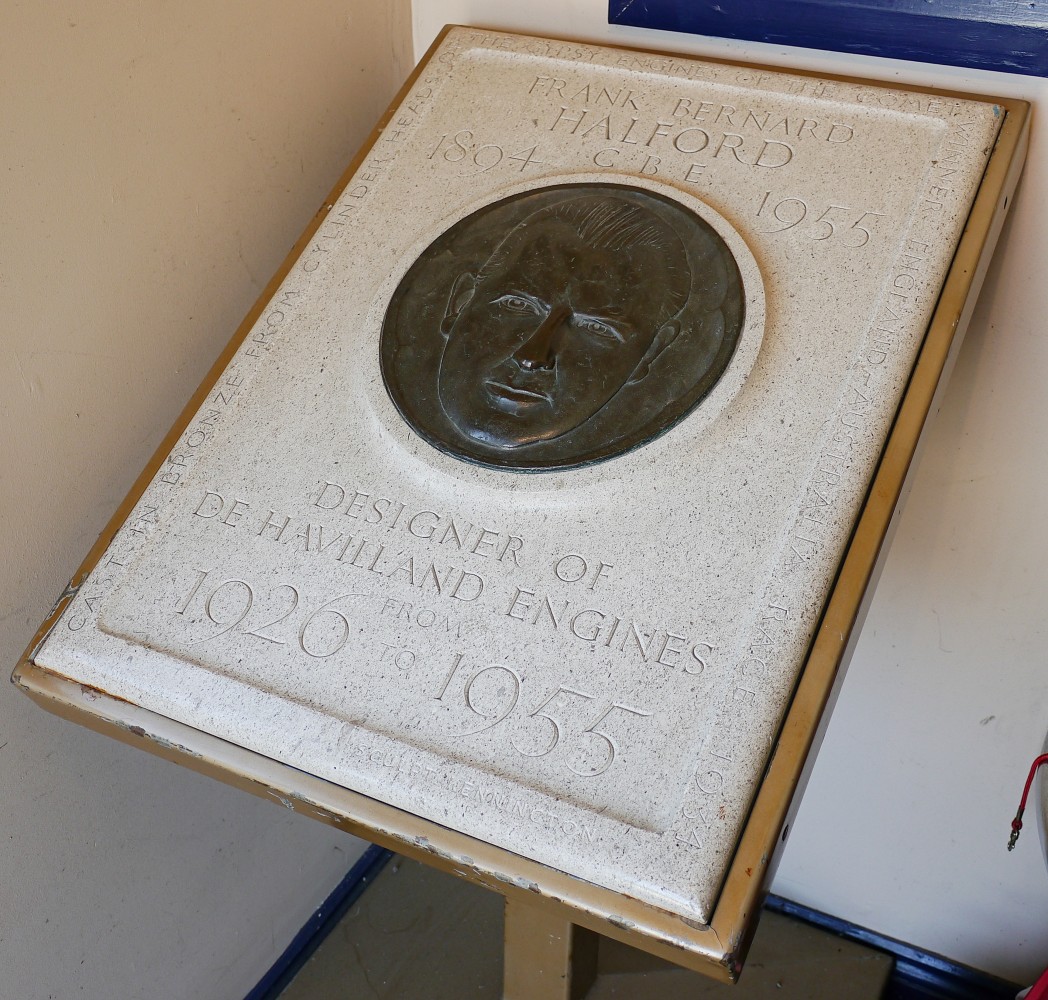 CAST IN BRONZE FROM CYLINDER HEADS
OF THE GIPSY ENGINES OF THE COMET
WINNER ENGLAND-AUSTRALIA RACE 1934
FRANK BERNARD
HALFORD
1894 C B E 1955
DESIGNER OF
DE HAVILLAND ENGINES
FROM
1926 TO 1955
SCULPT. KENNINGTON